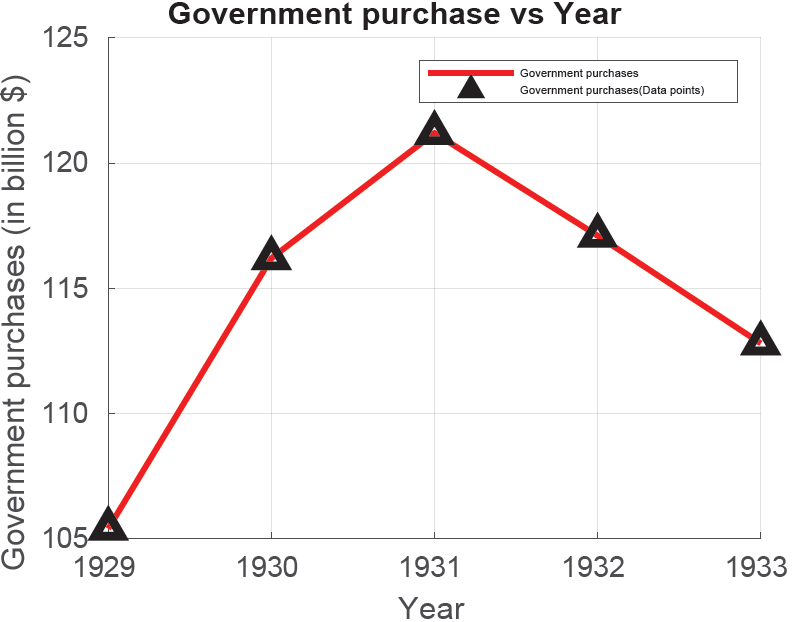 Government purchase vs Year
125
120
115
110
105
Government purchases (in billion $)
Government purchases
Government purchases(Data points)
1929 1930 1931 1932 1933
Year